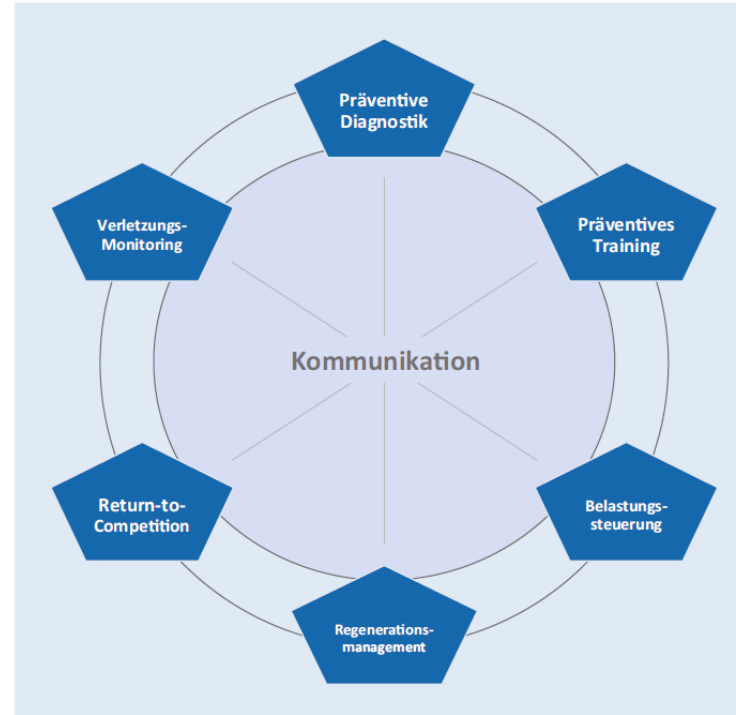 Präventive
Diagnostik
Präventives
Training
Belastungs-
steuerung
Regenerations-
management
Return-to-
Competition
Verletzungs-
Monitoring
Kommunikation